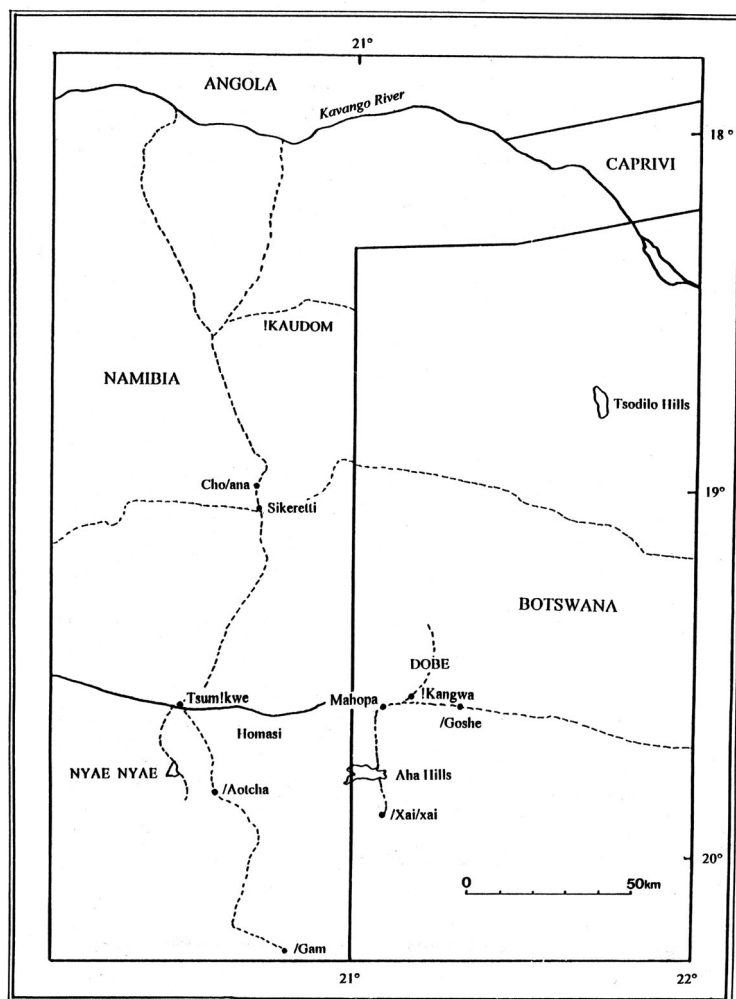 21°
ANGOLA
Kavango River
18°
CAPRIVI
!KAUDOM
NAMIBIA
Tsodilo Hills
Cho/ana
19°
Sikeretti
BOTSWANA
DOBE
!Kangwa
Tsum!kwe
Mahopa
/Goshe
Homasi
NYAE NYAE
Aha Hills
/Aotcha
/Xai/xai
20°
0 50km
/Gam
21°
22°